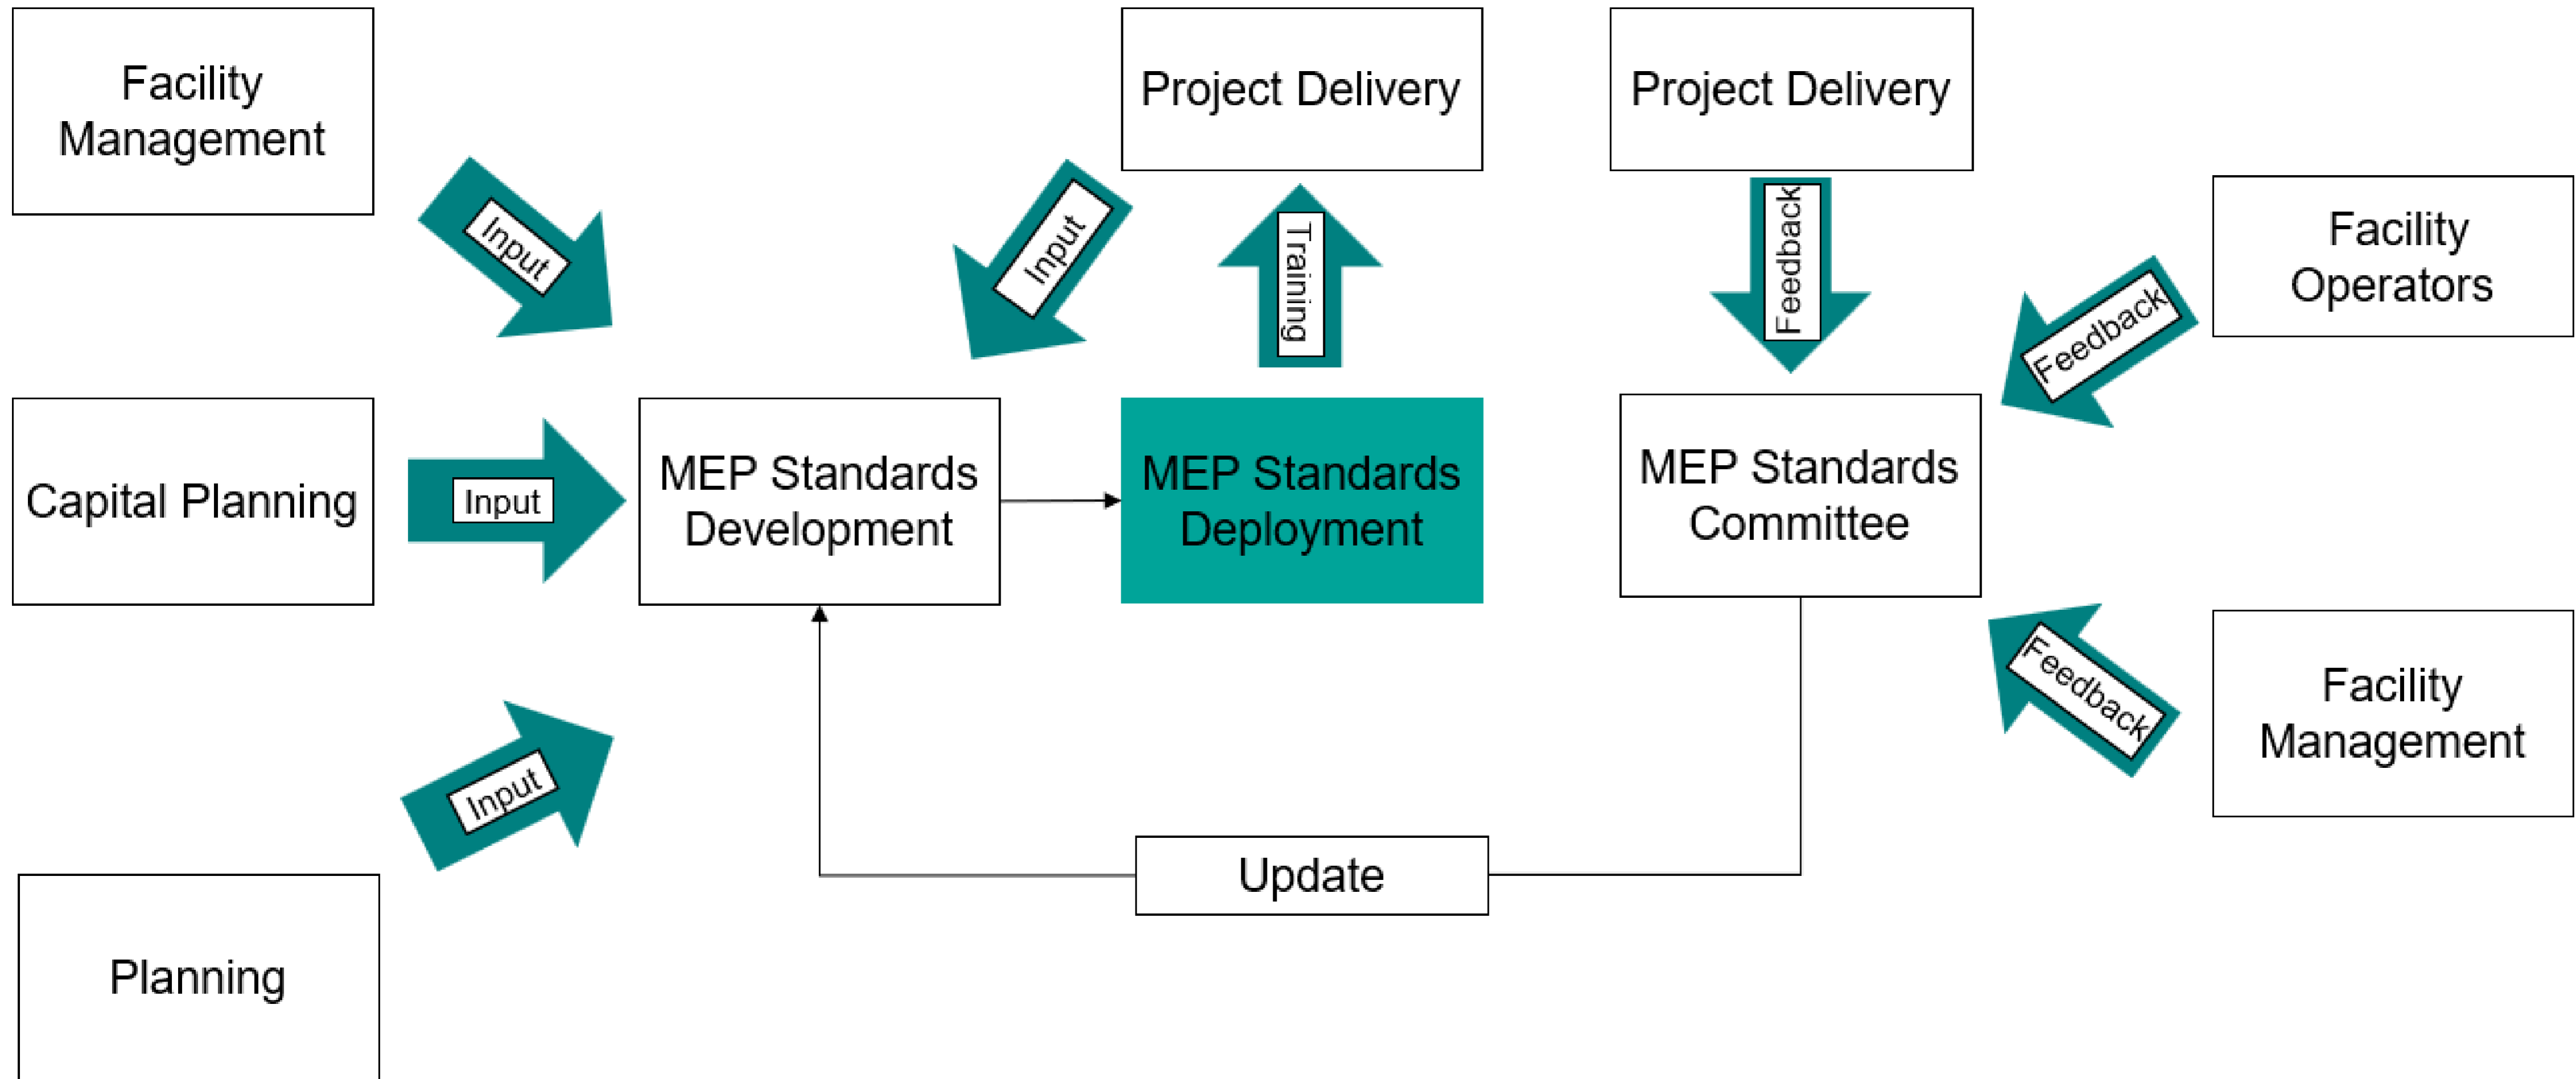 Facility
Management
Project Delivery
Project Delivery
Facility
Operators
Input
Input
Training
Feedback
Feedback
Capital Planning
Input
MEP Standards
Development
MEP Standards
Deployment
MEP Standards
Committee
Feedback
Facility
Management
Input
Update
Planning